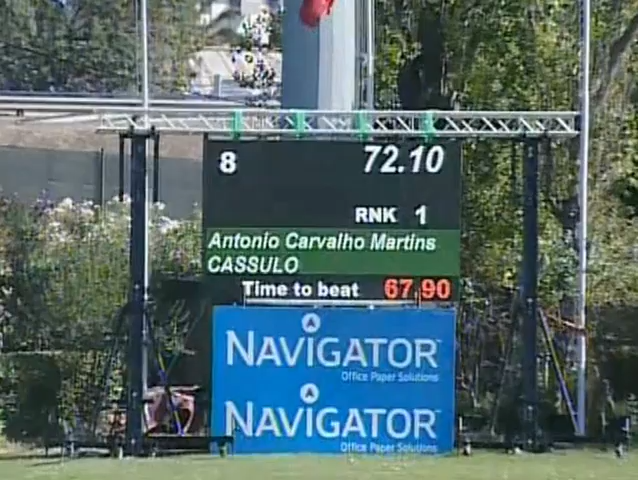 8 72.10
RNK 1
Antonio Carvalho Martins
CASSULO
Time to beat 67.90
NAVIGATOR
Office Paper Solutions
NAVIGATOR
Office Paper Solutions